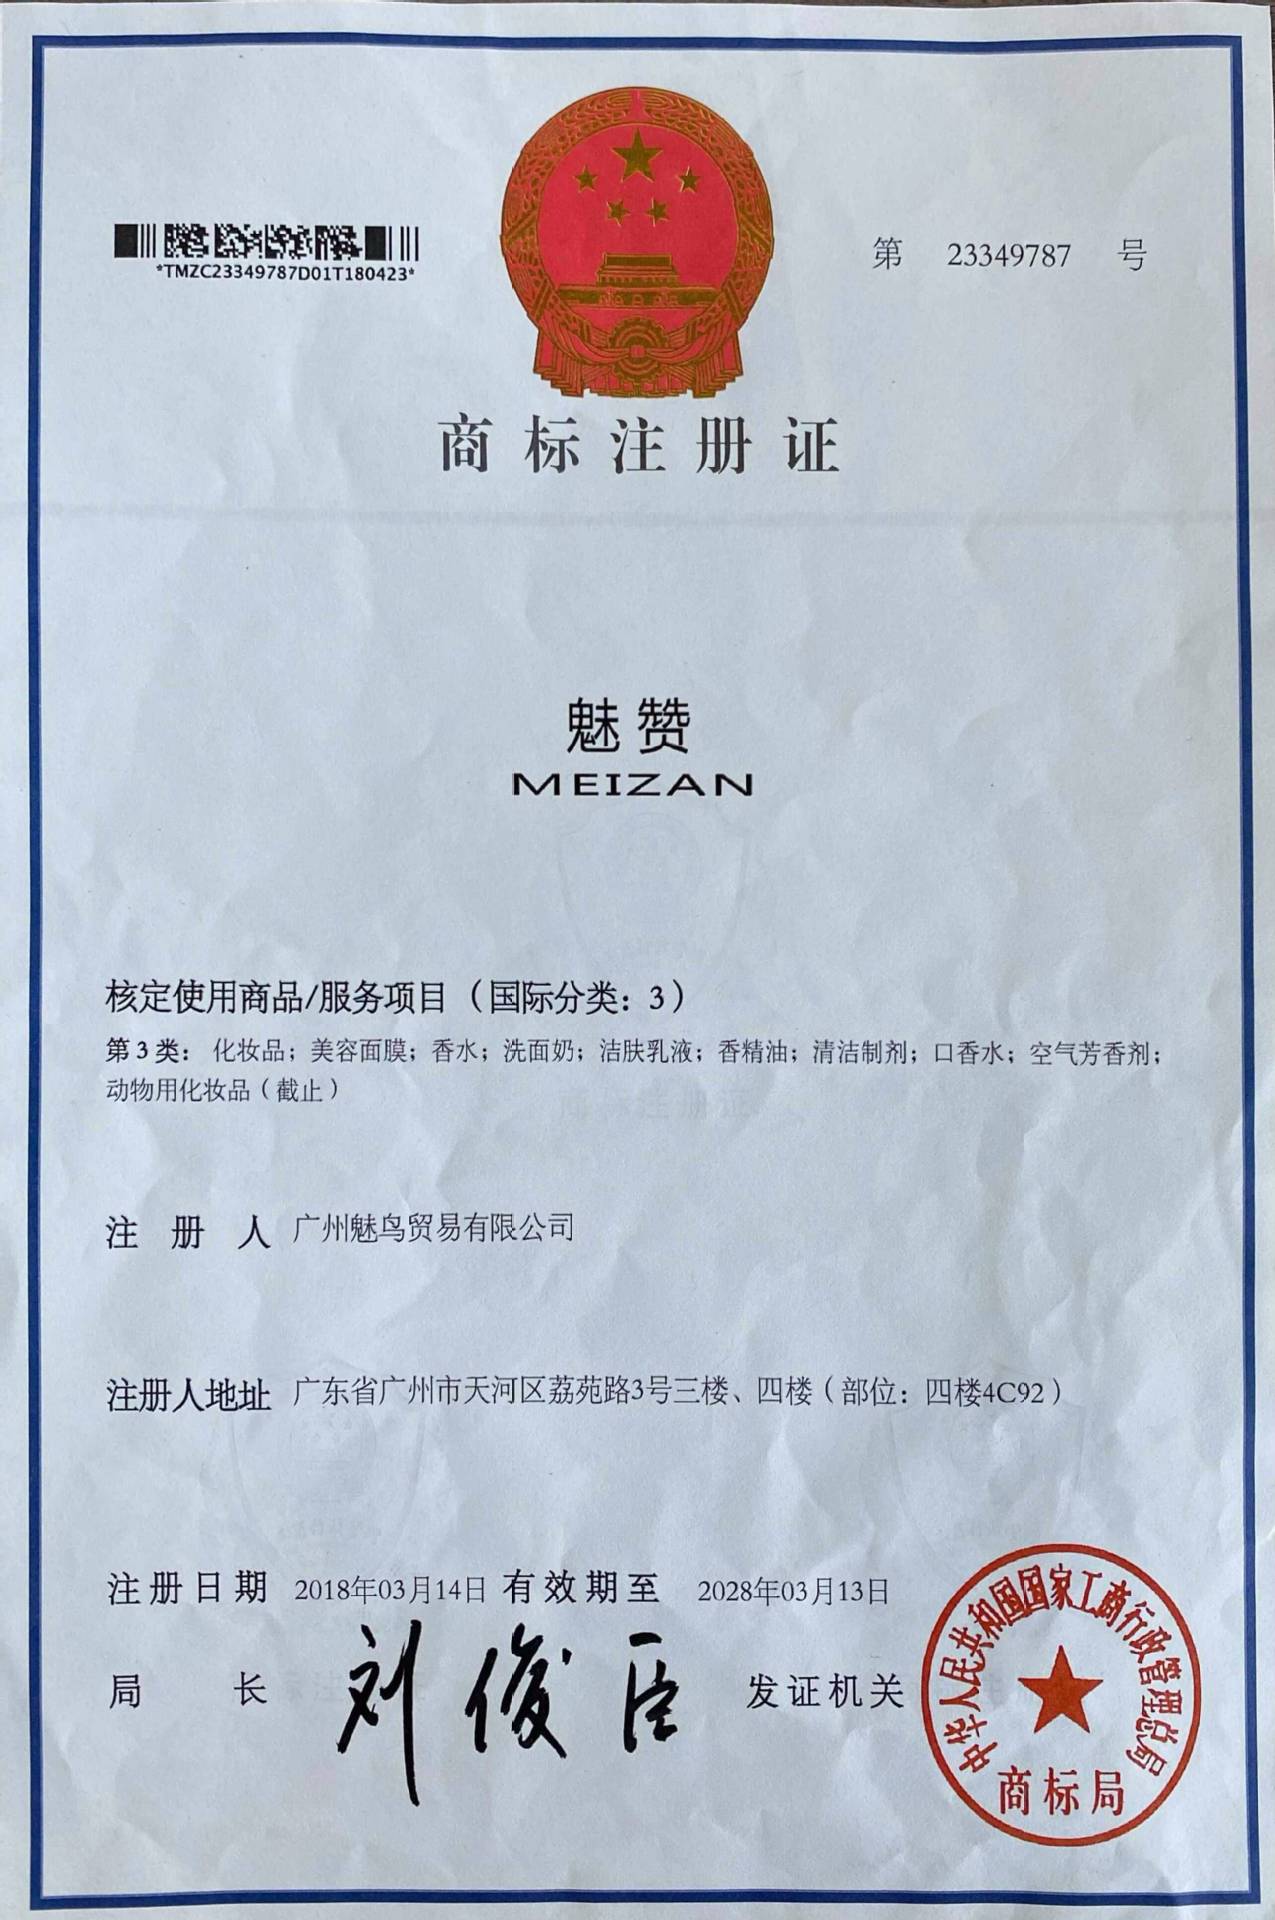 *TMZC23349787D01T180423*
第 23349787 号
商标注册证
魅赞
MEIZAN
核定使用商品/服务项目（国际分类：3）
第3类：化妆品；美容面膜；香水；洗面奶；洁肤乳液；香精油；清洁制剂；口香水；空气芳香剂；
动物用化妆品（截止）
注册人 广州魅鸟贸易有限公司
注册人地址 广东省广州市天河区荔苑路3号三楼、四楼（部位：四楼4C92）
注册日期 2018年03月14日 有效期至 2028年03月13日
局长 刘俊臣 发证机关
中华人民共和国国家工商行政管理总局
商标局